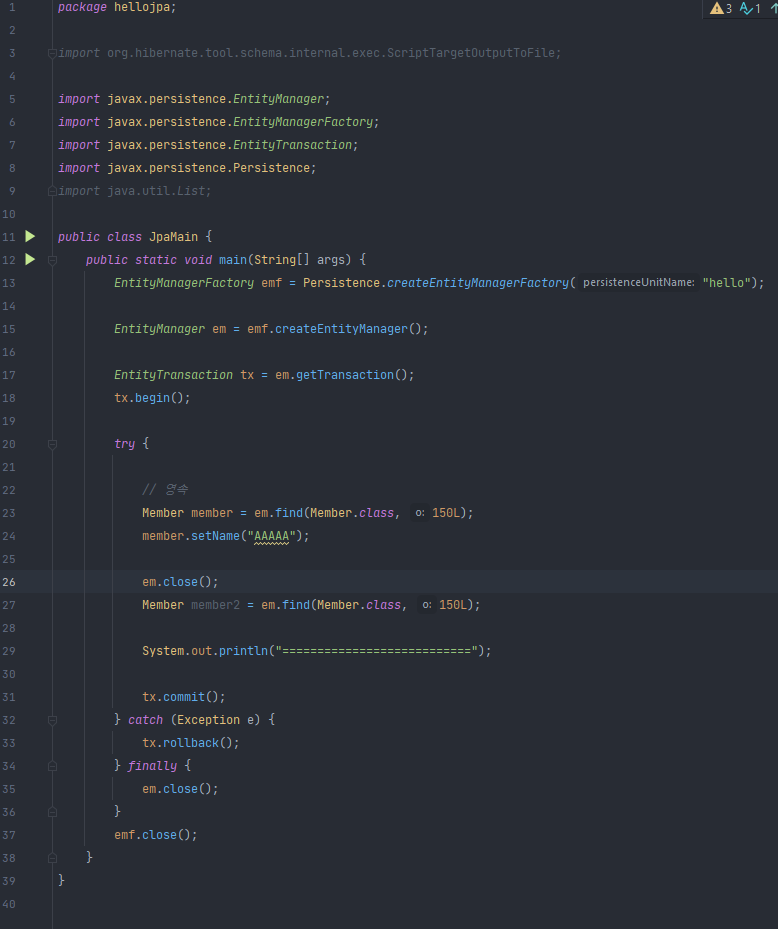 3 1
1 package hellojpa;
2
3 import org.hibernate.tool.schema.internal.exec.ScriptTargetOutputToFile;
4
5 import javax.persistence.EntityManager;
6 import javax.persistence.EntityManagerFactory;
7 import javax.persistence.EntityTransaction;
8 import javax.persistence.Persistence;
9 import java.util.List;
10
11 public class JpaMain {
12 public static void main(String[] args) {
13 EntityManagerFactory emf = Persistence.createEntityManagerFactory( persistenceUnitName: "hello");
14
15 EntityManager em = emf.createEntityManager();
16
17 EntityTransaction tx = em.getTransaction();
18 tx.begin();
19
20 try {
21
22 // 영속
23 Member member = em.find(Member.class, o: 150L);
24 member.setName("AAAAA");
25
26 em.close();
27 Member member2 = em.find(Member.class, o: 150L);
28
29 System.out.println("===========================");
30
31 tx.commit();
32 } catch (Exception e) {
33 tx.rollback();
34 } finally {
35 em.close();
36 }
37 emf.close();
38 }
39 }
40